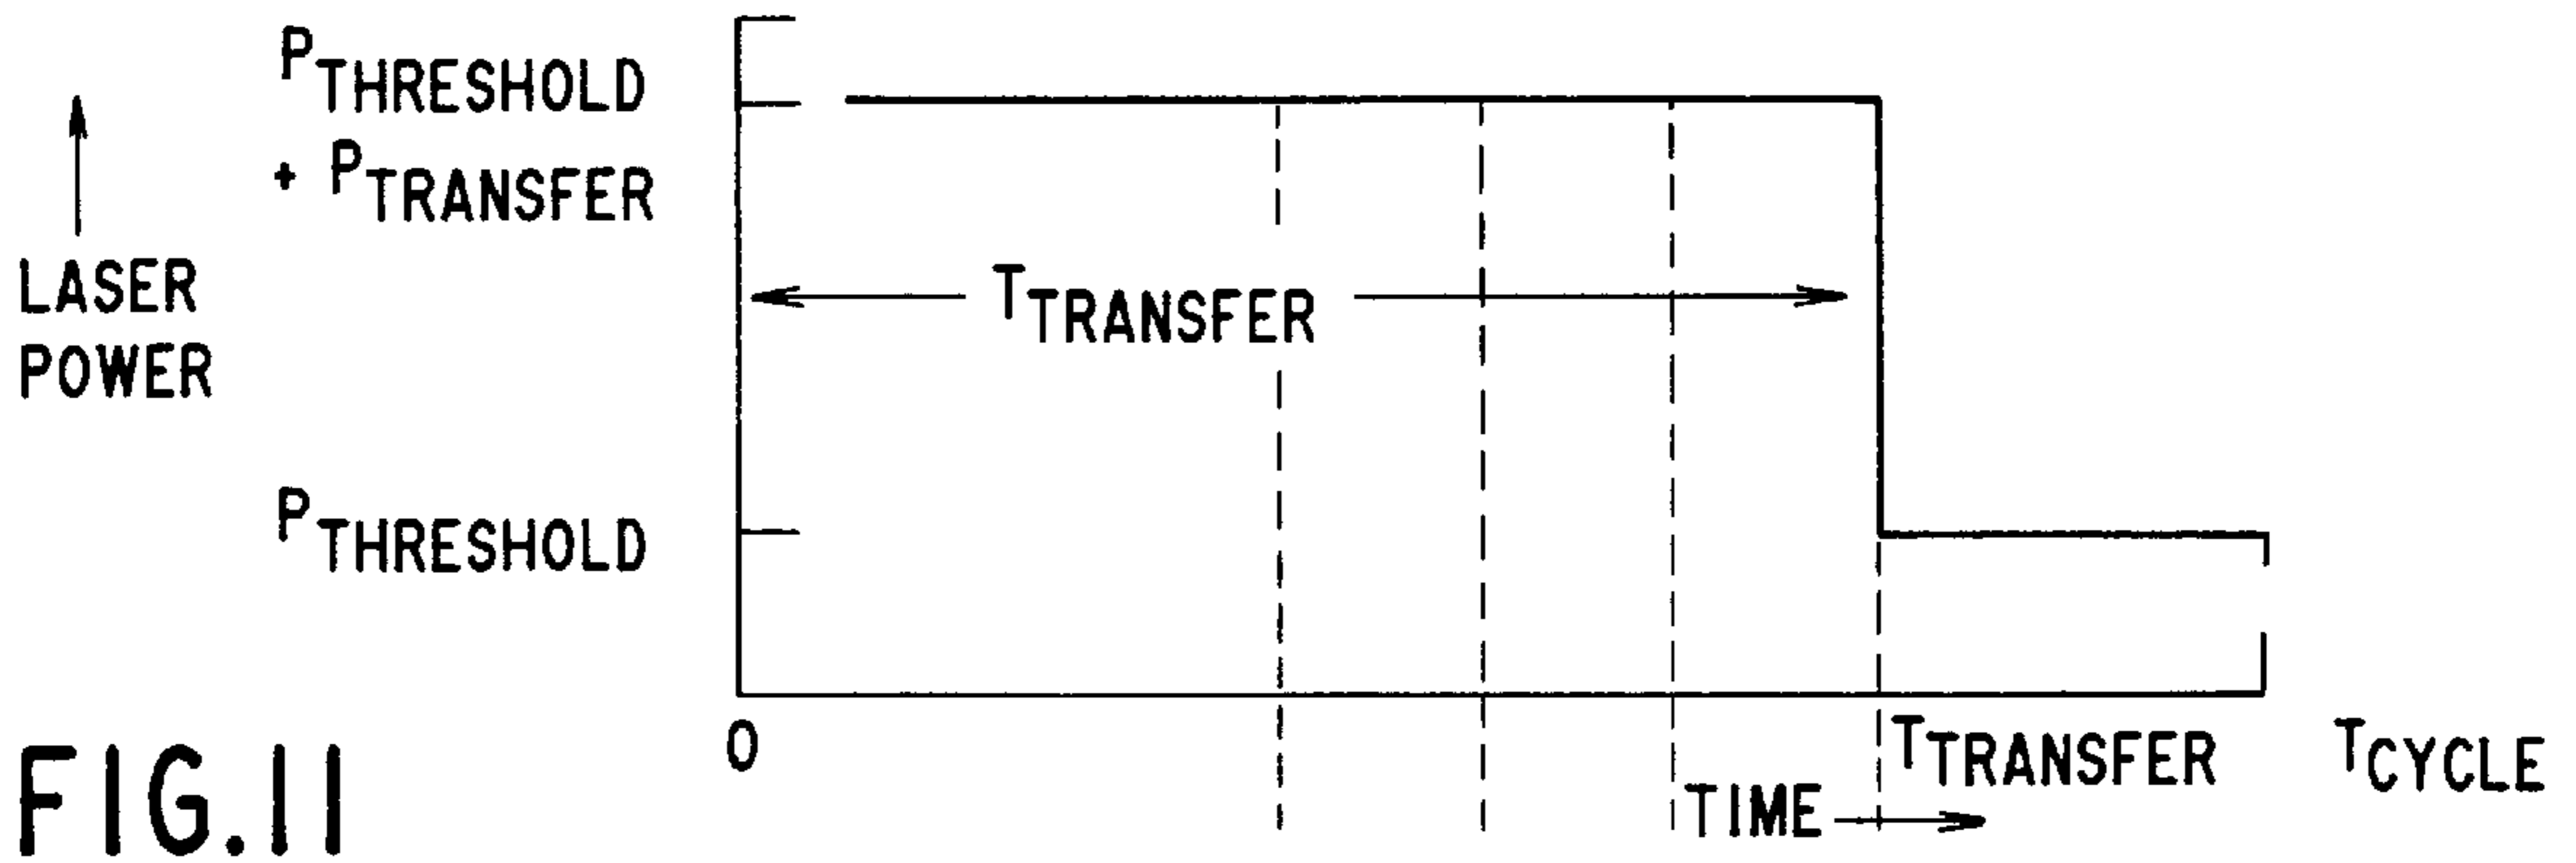 PTHRESHOLD
+ PTRANSFER
LASER
POWER
TTRANSFER
PTHRESHOLD
0
TTRANSFER
TCYCLE
TIME
FIG.11